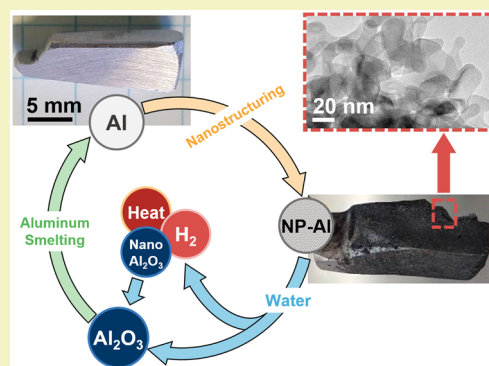 5 mm
20 nm
Al
Nanostructuring
Heat
H₂
Nano
Al₂O₃
NP-Al
Aluminum
Smelting
Water
Al₂O₃